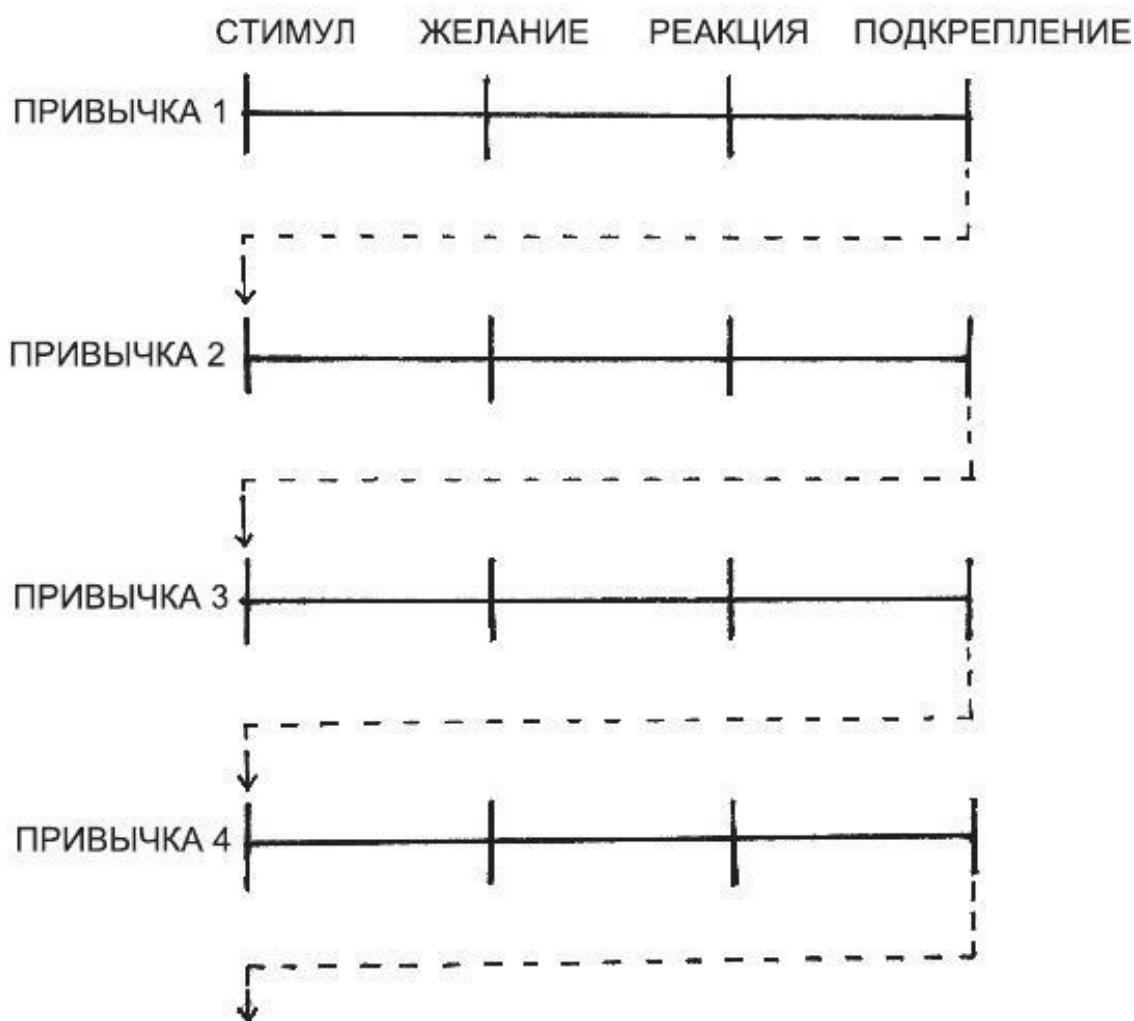 СТИМУЛ ЖЕЛАНИЕ РЕАКЦИЯ ПОДКРЕПЛЕНИЕ
ПРИВЫЧКА 1
ПРИВЫЧКА 2
ПРИВЫЧКА 3
ПРИВЫЧКА 4